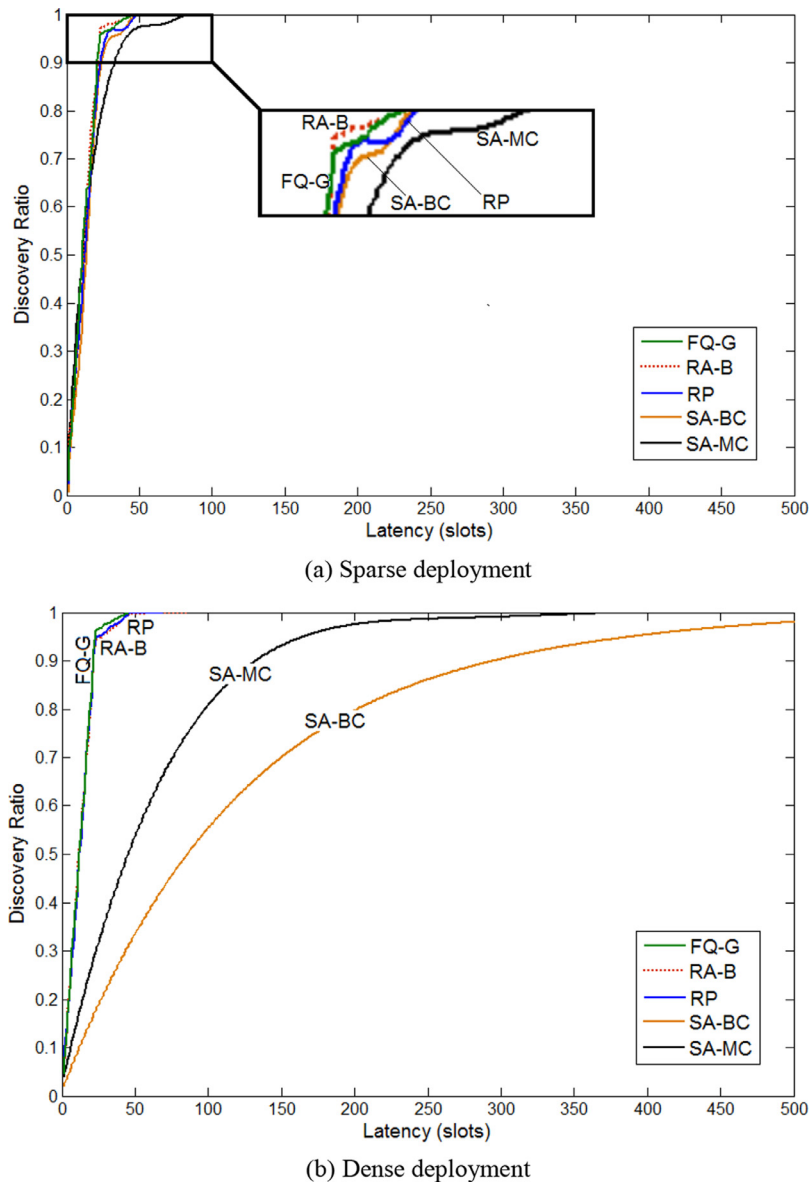 1
0.9
0.8
0.7
0.6
0.5
0.4
0.3
0.2
0.1
0
Discovery Ratio
RA-B
SA-MC
FQ-G
SA-BC
RP
FQ-G
RA-B
RP
SA-BC
SA-MC
0 50 100 150 200 250 300 350 400 450 500
Latency (slots)
(a) Sparse deployment
1
0.9
0.8
0.7
0.6
0.5
0.4
0.3
0.2
0.1
0
Discovery Ratio
FQ-G
RP
RA-B
SA-MC
SA-BC
FQ-G
RA-B
RP
SA-BC
SA-MC
0 50 100 150 200 250 300 350 400 450 500
Latency (slots)
(b) Dense deployment